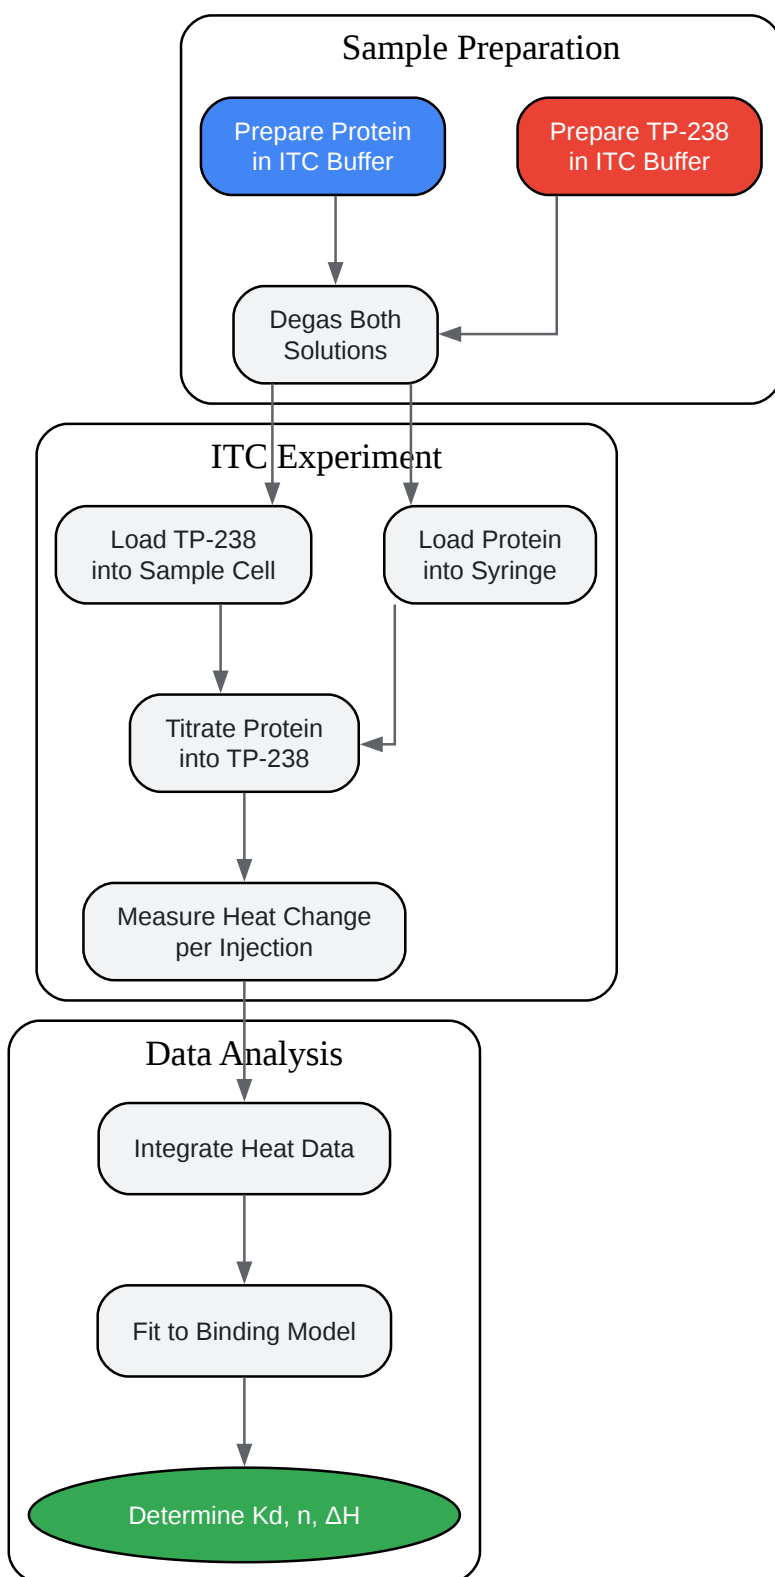 Sample Preparation
Prepare Protein
in ITC Buffer
Prepare TP-238
in ITC Buffer
Degas Both
Solutions
ITC Experiment
Load TP-238
into Sample Cell
Load Protein
into Syringe
Titrate Protein
into TP-238
Measure Heat Change
per Injection
Data Analysis
Integrate Heat Data
Fit to Binding Model
Determine Kd, n, ΔH